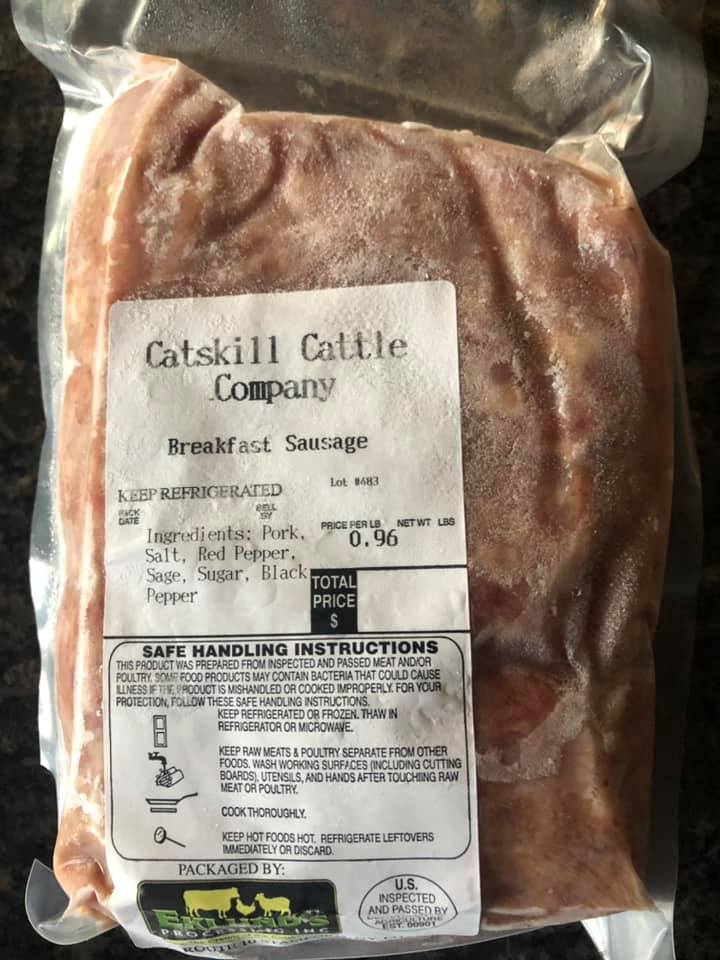 Catskill Cattle
Company
Breakfast Sausage
Lot #683
KEEP REFRIGERATED
PACK
DATE
SELL
BY
PRICE PER LB NET WT LBS
0.96
Ingredients: Pork,
Salt, Red Pepper,
Sage, Sugar, Black
Pepper
TOTAL
PRICE
$
SAFE HANDLING INSTRUCTIONS
THIS PRODUCT WAS PREPARED FROM INSPECTED AND PASSED MEAT AND/OR
POULTRY. SOME FOOD PRODUCTS MAY CONTAIN BACTERIA THAT COULD CAUSE
ILLNESS IF THE PRODUCT IS MISHANDLED OR COOKED IMPROPERLY. FOR YOUR
PROTECTION, FOLLOW THESE SAFE HANDLING INSTRUCTIONS.
KEEP REFRIGERATED OR FROZEN. THAW IN
REFRIGERATOR OR MICROWAVE.
KEEP RAW MEATS & POULTRY SEPARATE FROM OTHER
FOODS. WASH WORKING SURFACES (INCLUDING CUTTING
BOARDS), UTENSILS, AND HANDS AFTER TOUCHIING RAW
MEAT OR POULTRY.
COOK THOROUGHLY.
KEEP HOT FOODS HOT. REFRIGERATE LEFTOVERS
IMMEDIATELY OR DISCARD.
PACKAGED BY:
PROCESSING INC
U.S.
INSPECTED
AND PASSED BY
AGRICULTURE
EST.